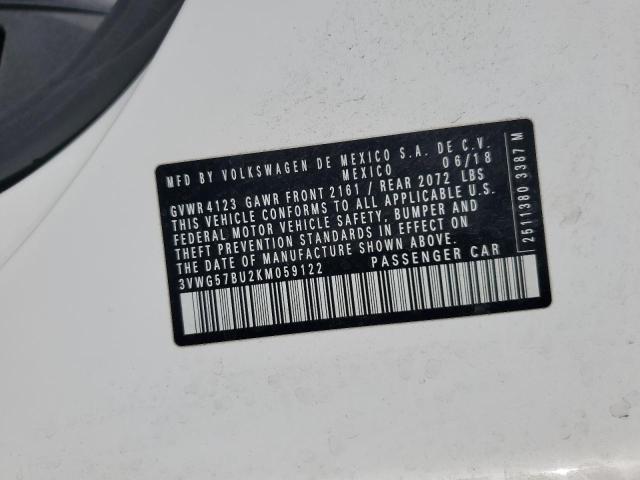 MFD BY VOLKSWAGEN DE MEXICO S.A. DE C.V.
MEXICO 06/18
GVWR 4123 GAWR FRONT 2161 / REAR 2072 LBS
THIS VEHICLE CONFORMS TO ALL APPLICABLE U.S.
FEDERAL MOTOR VEHICLE SAFETY, BUMPER AND
THEFT PREVENTION STANDARDS IN EFFECT ON
THE DATE OF MANUFACTURE SHOWN ABOVE.
3VWG57BU2KM059122 PASSENGER CAR
2511380 3387 M